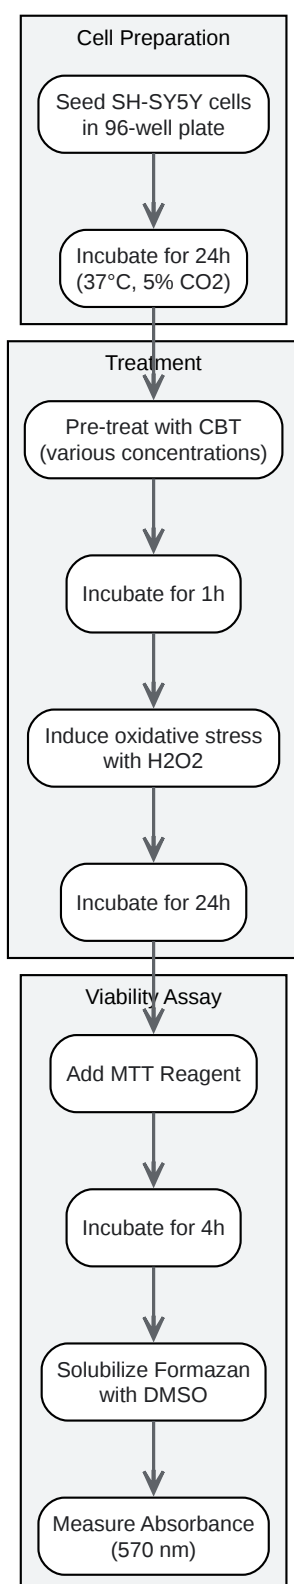 Cell Preparation
Seed SH-SY5Y cells
in 96-well plate
Incubate for 24h
(37°C, 5% CO2)
Treatment
Pre-treat with CBT
(various concentrations)
Incubate for 1h
Induce oxidative stress
with H2O2
Incubate for 24h
Viability Assay
Add MTT Reagent
Incubate for 4h
Solubilize Formazan
with DMSO
Measure Absorbance
(570 nm)